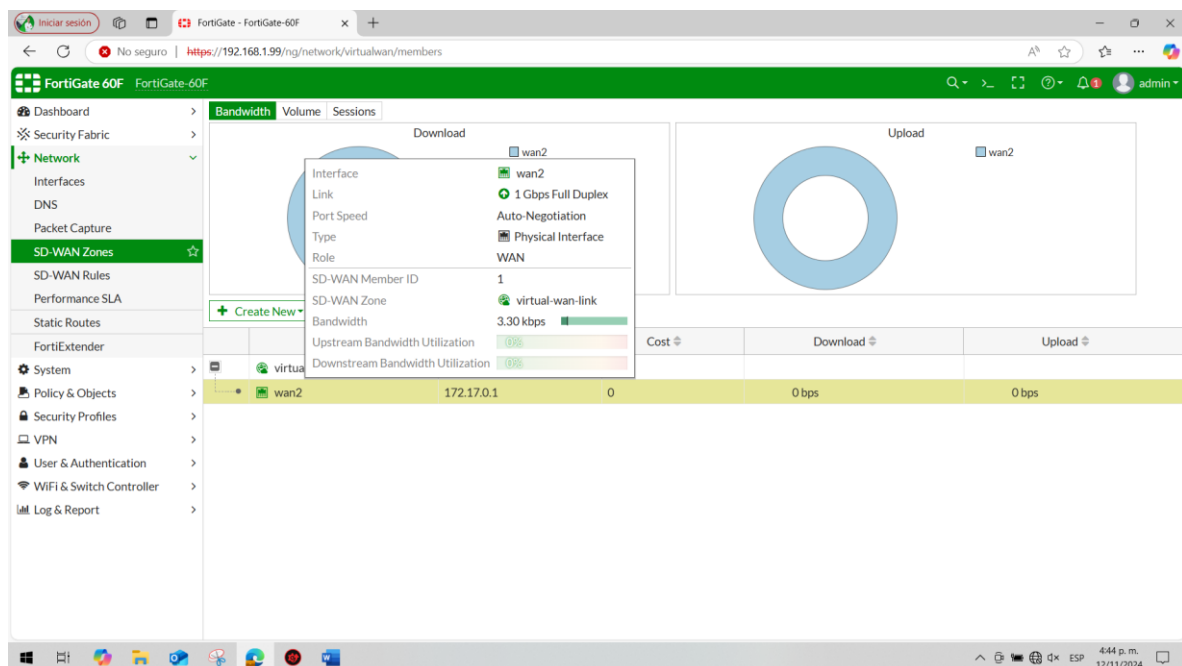 Iniciar sesión
FortiGate - FortiGate-60F
No seguro | https://192.168.1.99/ng/network/virtualwan/members
FortiGate 60F FortiGate-60F
1 admin
Dashboard
Security Fabric
Network
Interfaces
DNS
Packet Capture
SD-WAN Zones
SD-WAN Rules
Performance SLA
Static Routes
FortiExtender
System
Policy & Objects
Security Profiles
VPN
User & Authentication
WiFi & Switch Controller
Log & Report
Bandwidth Volume Sessions
Download
wan2
Upload
wan2
Interface wan2
Link 1 Gbps Full Duplex
Port Speed Auto-Negotiation
Type Physical Interface
Role WAN
SD-WAN Member ID 1
SD-WAN Zone virtual-wan-link
Bandwidth 3.30 kbps
Upstream Bandwidth Utilization 0%
Downstream Bandwidth Utilization 0%
Create New
Cost Download Upload
virtua
wan2 172.17.0.1 0 0 bps 0 bps
ESP 4:44 p. m.
12/11/2024